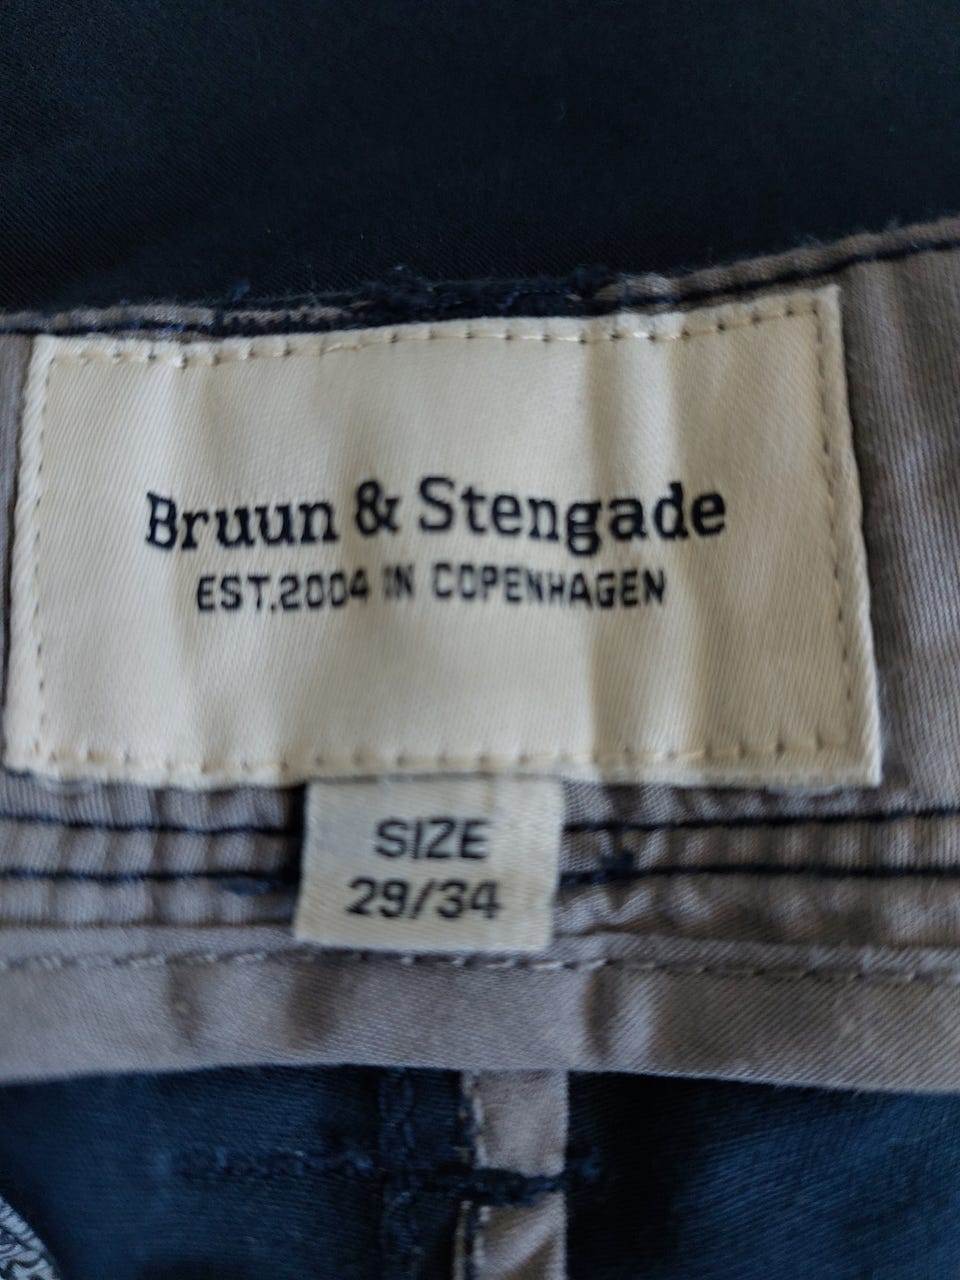 Bruun & Stengade
EST.2004 IN COPENHAGEN
SIZE
29/34